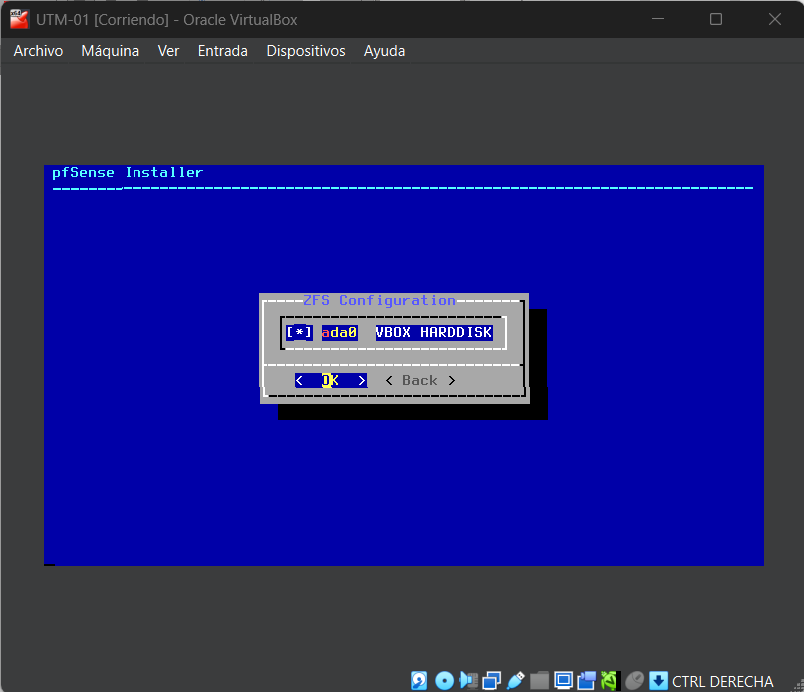 UTM-01 [Corriendo] - Oracle VirtualBox
Archivo Máquina Ver Entrada Dispositivos Ayuda
pfSense Installer
ZFS Configuration
[*] ada0 VBOX HARDDISK
< OK > < Back >
CTRL DERECHA